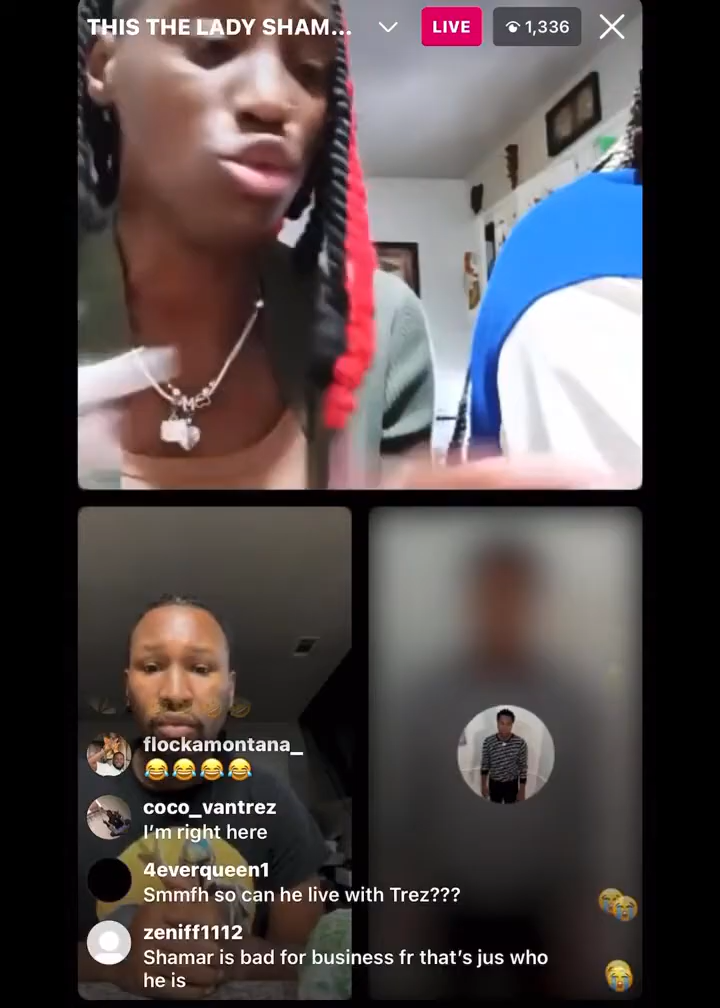 THIS THE LADY SHAM...
LIVE
1,336
flockamontana_
😂😂😂😂
coco_vantrez
I'm right here
4everqueen1
Smmfh so can he live with Trez???
zeniff1112
Shamar is bad for business fr that's jus who
he is